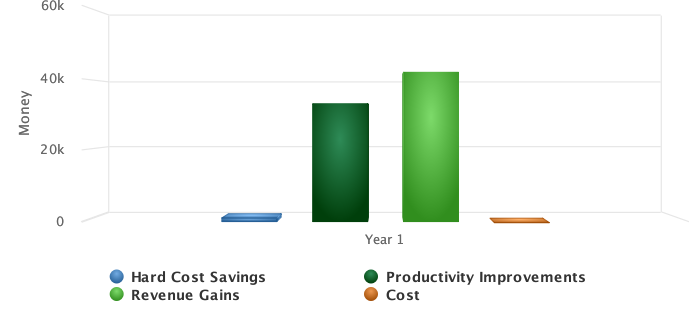 60k
40k
20k
0
Money
Year 1
Hard Cost Savings
Productivity Improvements
Revenue Gains
Cost